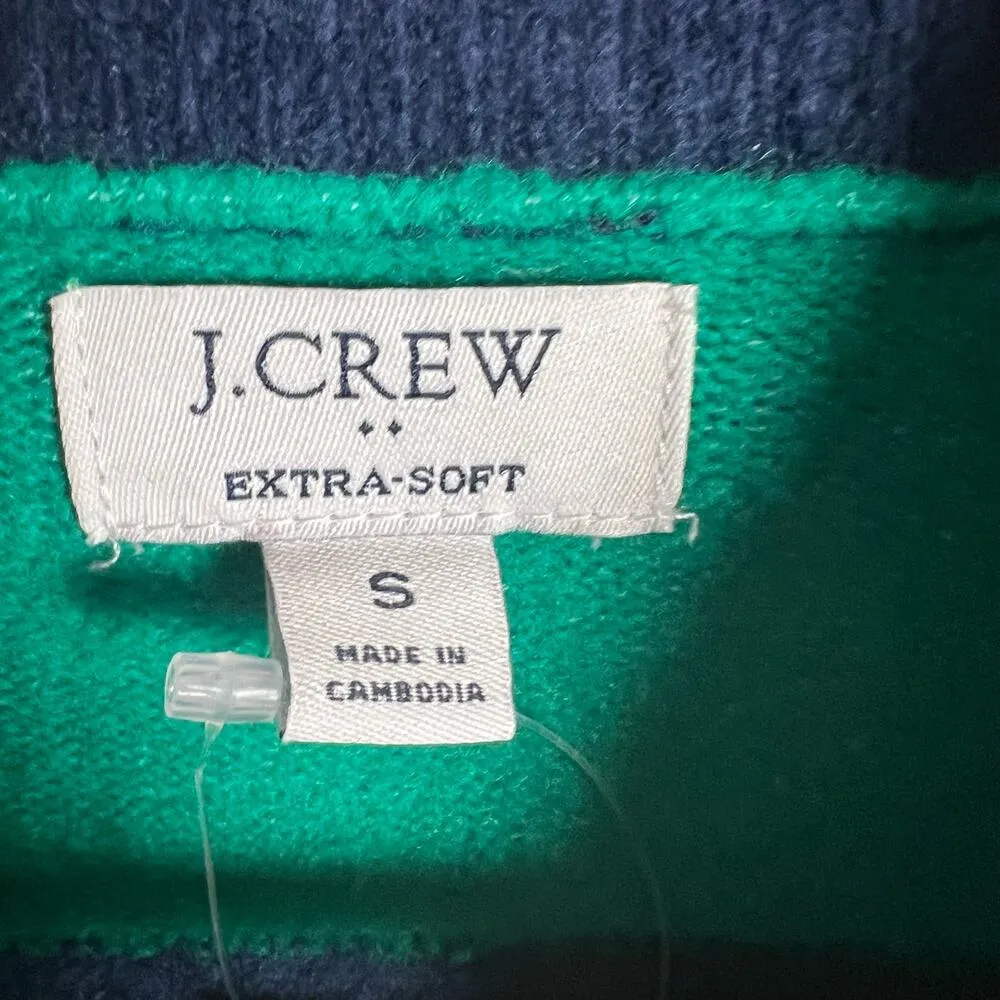 J.CREW
EXTRA-SOFT
S
MADE IN
CAMBODIA